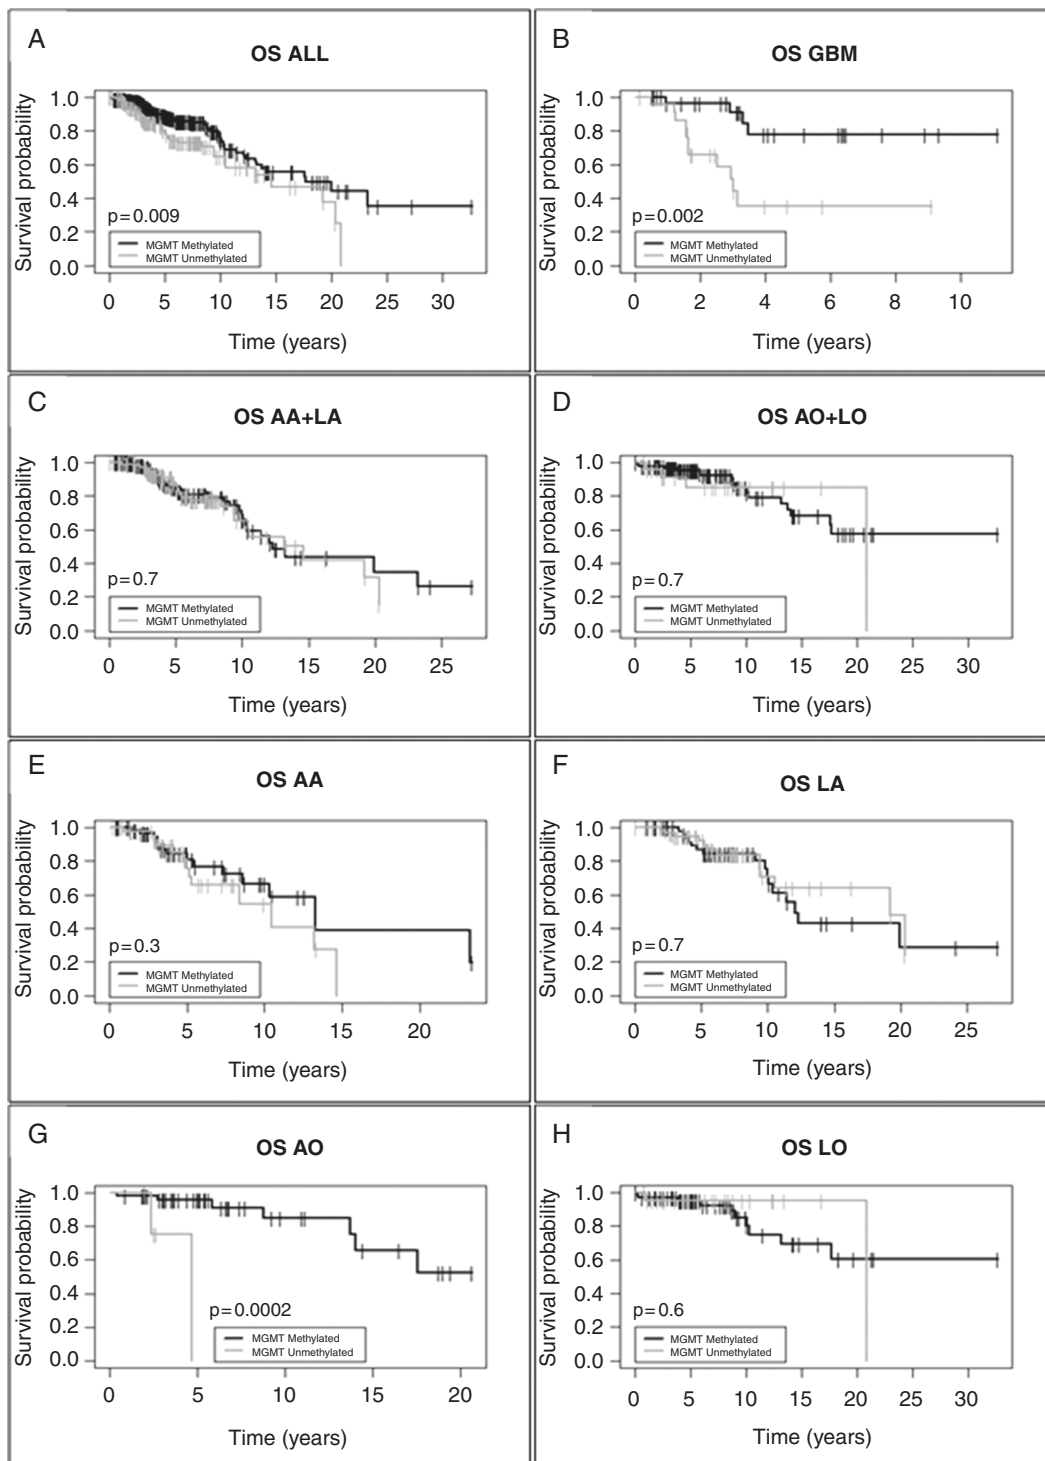 A
OS ALL
Survival probability
1.0
0.8
0.6
0.4
0.2
0.0
p=0.009
MGMT Methylated
MGMT Unmethylated
0 5 10 15 20 25 30
Time (years)
B
OS GBM
Survival probability
1.0
0.8
0.6
0.4
0.2
0.0
p=0.002
MGMT Methylated
MGMT Unmethylated
0 2 4 6 8 10
Time (years)
C
OS AA+LA
Survival probability
1.0
0.8
0.6
0.4
0.2
0.0
p=0.7
MGMT Methylated
MGMT Unmethylated
0 5 10 15 20 25
Time (years)
D
OS AO+LO
Survival probability
1.0
0.8
0.6
0.4
0.2
0.0
p=0.7
MGMT Methylated
MGMT Unmethylated
0 5 10 15 20 25 30
Time (years)
E
OS AA
Survival probability
1.0
0.8
0.6
0.4
0.2
0.0
p=0.3
MGMT Methylated
MGMT Unmethylated
0 5 10 15 20
Time (years)
F
OS LA
Survival probability
1.0
0.8
0.6
0.4
0.2
0.0
p=0.7
MGMT Methylated
MGMT Unmethylated
0 5 10 15 20 25
Time (years)
G
OS AO
Survival probability
1.0
0.8
0.6
0.4
0.2
0.0
p=0.0002
MGMT Methylated
MGMT Unmethylated
0 5 10 15 20
Time (years)
H
OS LO
Survival probability
1.0
0.8
0.6
0.4
0.2
0.0
p=0.6
MGMT Methylated
MGMT Unmethylated
0 5 10 15 20 25 30
Time (years)